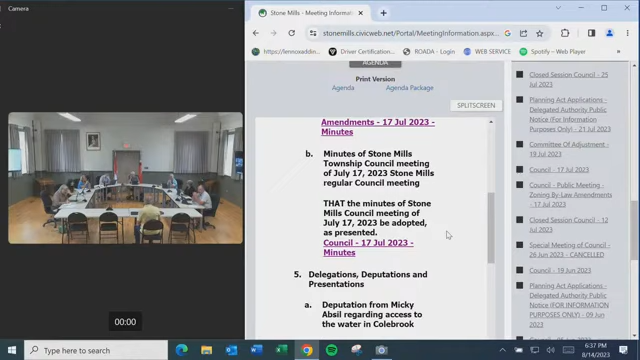 Camera
Stone Mills - Meeting Informat
stonemills.civicweb.net/Portal/MeetingInformation.aspx...
https://lennoxaddin...
Driver Certification...
ROADA - Login
WEB SERVICE
Spotify – Web Player
AGENDA
Print Version
Agenda
Agenda Package
SPLITSCREEN
Amendments - 17 Jul 2023 -
Minutes
b. Minutes of Stone Mills
Township Council meeting
of July 17, 2023 Stone Mills
regular Council meeting
THAT the minutes of Stone
Mills Council meeting of
July 17, 2023 be adopted,
as presented.
Council - 17 Jul 2023 -
Minutes
5. Delegations, Deputations and
Presentations
a. Deputation from Micky
Absil regarding access to
the water in Colebrook
Closed Session Council - 25
Jul 2023
Planning Act Applications -
Delegated Authority Public
Notice (For Information
Purposes Only) - 21 Jul 2023
Committee of Adjustment -
19 Jul 2023
Council - 17 Jul 2023
Council - Public Meeting -
Zoning By-Law Amendments
- 17 Jul 2023
Closed Session Council - 12
Jul 2023
Special Meeting of Council -
26 Jun 2023 - CANCELLED
Council - 19 Jun 2023
Planning Act Applications -
Delegated Authority Public
Notice (FOR INFORMATION
PURPOSES ONLY) - 09 Jun
2023
00:00
Type here to search
6:37 PM
8/14/2023